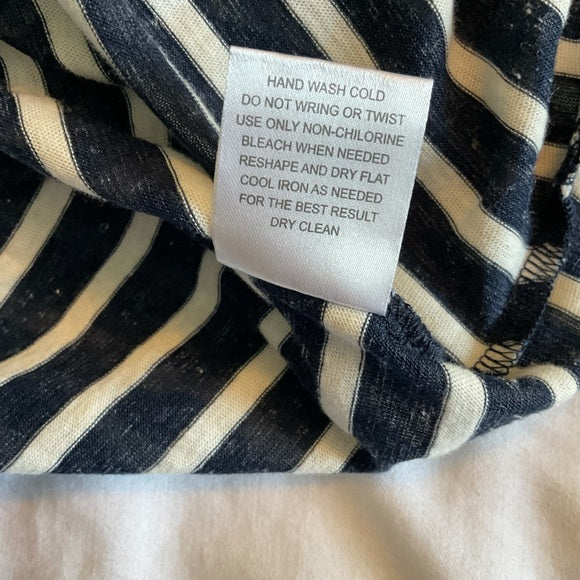 HAND WASH COLD
DO NOT WRING OR TWIST
USE ONLY NON-CHLORINE
BLEACH WHEN NEEDED
RESHAPE AND DRY FLAT
COOL IRON AS NEEDED
FOR THE BEST RESULT
DRY CLEAN